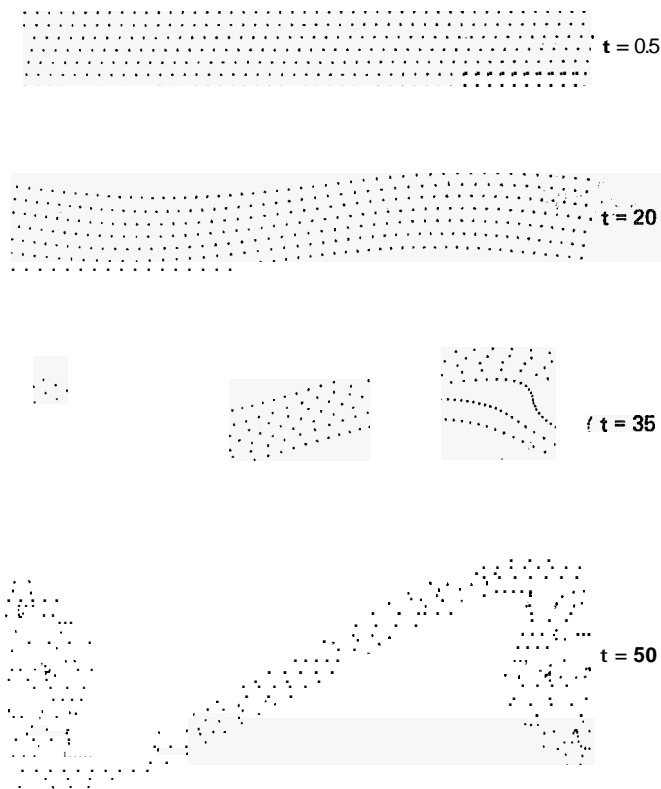 t = 0.5
t = 20
t = 35
t = 50